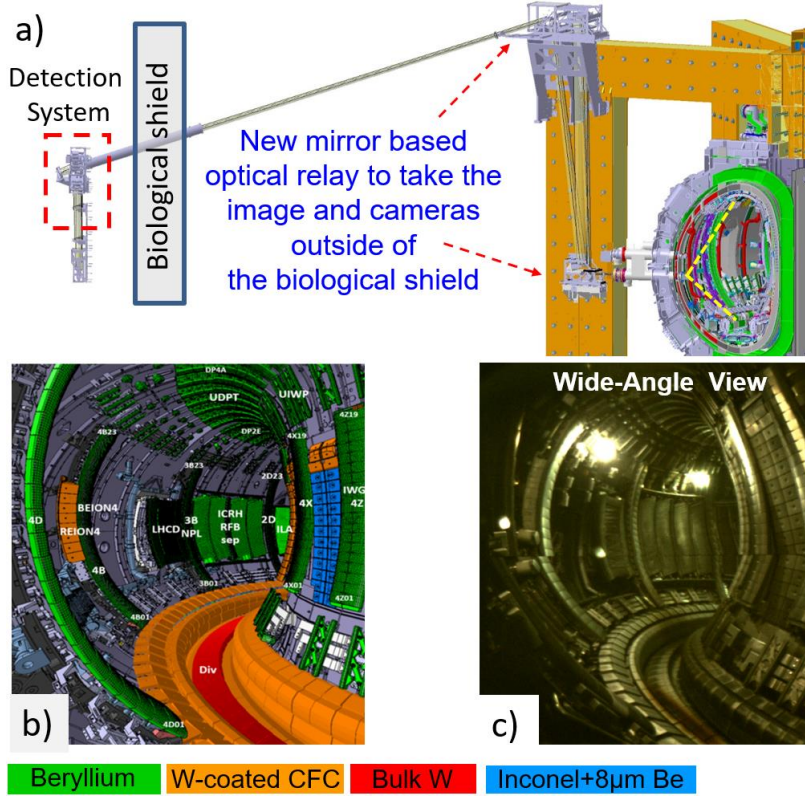 a)
Detection
System
Biological shield
New mirror based
optical relay to take the
image and cameras
outside of
the biological shield
b)
DP4A
UDPT
UIWP
4Z19
4B23
DP2E
4X19
3B23
2D23
IWG
4Z
4X
BEION4
4D
REION4
LHCD
3B
NPL
ICRH
RFB
sep
2D
ILA
4B
3B01
4X01
4Z01
4B01
Div
4D01
c)
Wide-Angle View
Beryllium
W-coated CFC
Bulk W
Inconel+8µm Be